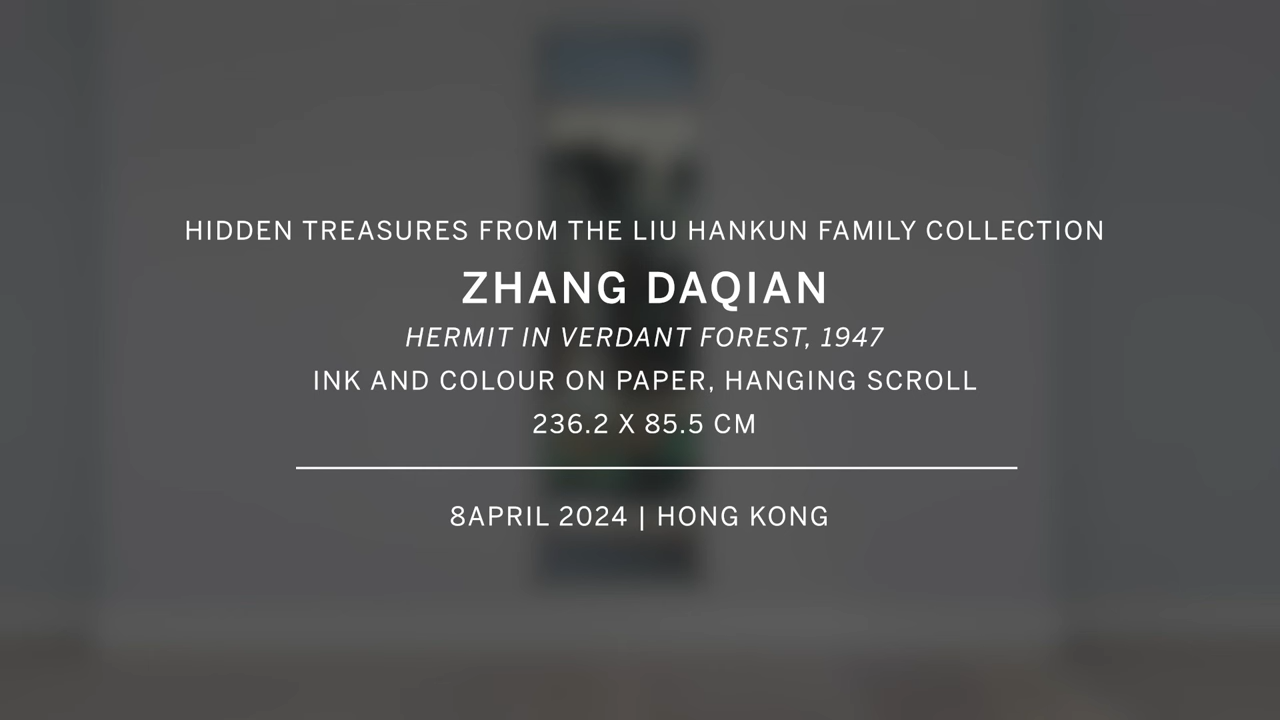 HIDDEN TREASURES FROM THE LIU HANKUN FAMILY COLLECTION
ZHANG DAQIAN
HERMIT IN VERDANT FOREST, 1947
INK AND COLOUR ON PAPER, HANGING SCROLL
236.2 X 85.5 CM
8APRIL 2024 | HONG KONG